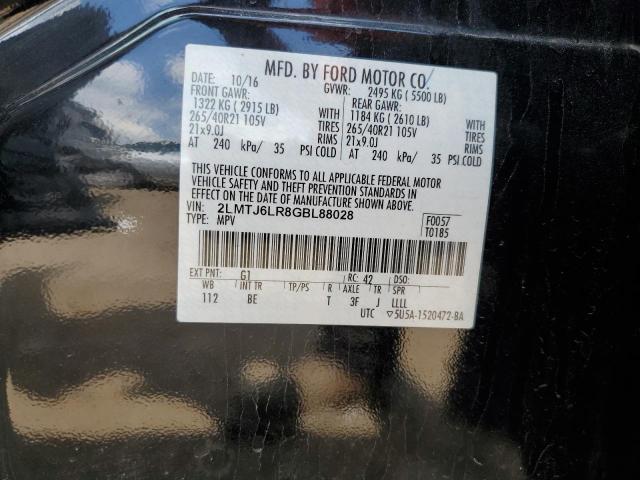 MFD. BY FORD MOTOR CO.
DATE: 10/16 GVWR: 2495 KG ( 5500 LB)
FRONT GAWR: REAR GAWR:
1322 KG ( 2915 LB) WITH 1184 KG ( 2610 LB) WITH
265/40R21 105V TIRES 265/40R21 105V TIRES
21x9.0J RIMS 21x9.0J RIMS
AT 240 kPa/ 35 PSI COLD AT 240 kPa/ 35 PSI COLD
THIS VEHICLE CONFORMS TO ALL APPLICABLE FEDERAL MOTOR
VEHICLE SAFETY AND THEFT PREVENTION STANDARDS IN
EFFECT ON THE DATE OF MANUFACTURE SHOWN ABOVE.
VIN: 2LMTJ6LR8GBL88028 F0057
TYPE: MPV T0185
EXT PNT: G1 RC: 42 DSO:
WB INT TR TP/PS R AXLE TR SPR
112 BE T 3F J LLLL
UTC ▽5U5A-1520472-BA